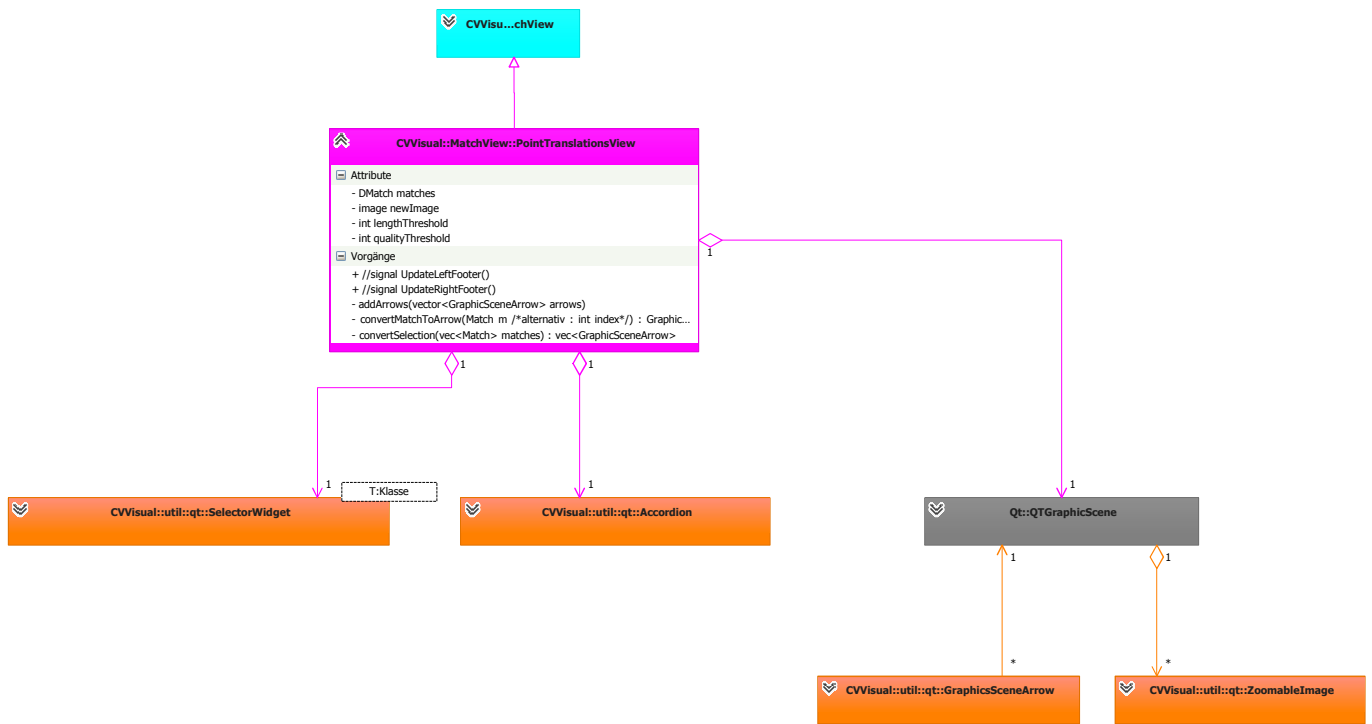 CVVisu...chView
CVVisual::MatchView::PointTranslationsView
Attribute
- DMatch matches
- image newImage
- int lengthThreshold
- int qualityThreshold
Vorgänge
+ //signal UpdateLeftFooter()
+ //signal UpdateRightFooter()
- addArrows(vector<GraphicSceneArrow> arrows)
- convertMatchToArrow(Match m /*alternativ : int index*/) : Graphic...
- convertSelection(vec<Match> matches) : vec<GraphicSceneArrow>
1
1
1
1
T:Klasse
1
1
CVVisual::util::qt::SelectorWidget
CVVisual::util::qt::Accordion
Qt::QTGraphicScene
1
1
*
*
CVVisual::util::qt::GraphicsSceneArrow
CVVisual::util::qt::ZoomableImage